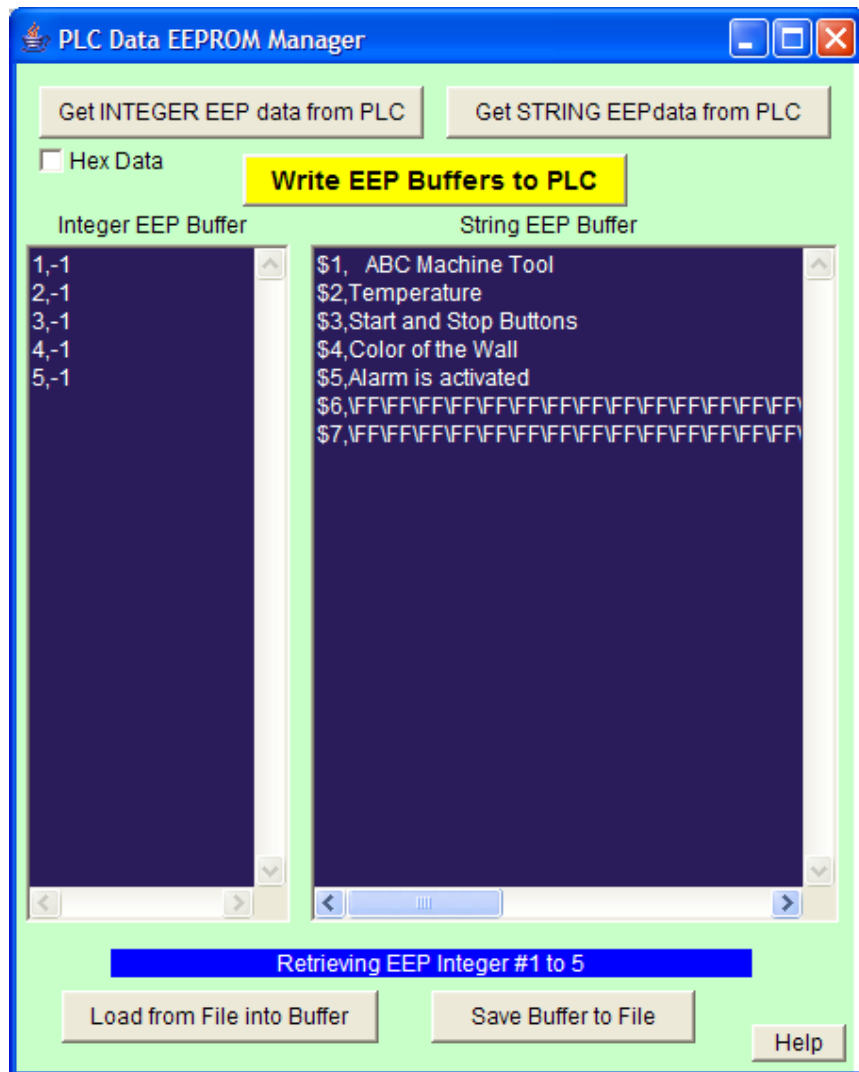 PLC Data EEPROM Manager
Get INTEGER EEP data from PLC
Get STRING EEPdata from PLC
Hex Data
Write EEP Buffers to PLC
Integer EEP Buffer
String EEP Buffer
1,-1
2,-1
3,-1
4,-1
5,-1
$1,   ABC Machine Tool
$2,Temperature
$3,Start and Stop Buttons
$4,Color of the Wall
$5,Alarm is activated
$6,\FF\FF\FF\FF\FF\FF\FF\FF\FF\FF\FF\FF\FF\
$7,\FF\FF\FF\FF\FF\FF\FF\FF\FF\FF\FF\FF\FF\
Retrieving EEP Integer #1 to 5
Load from File into Buffer
Save Buffer to File
Help